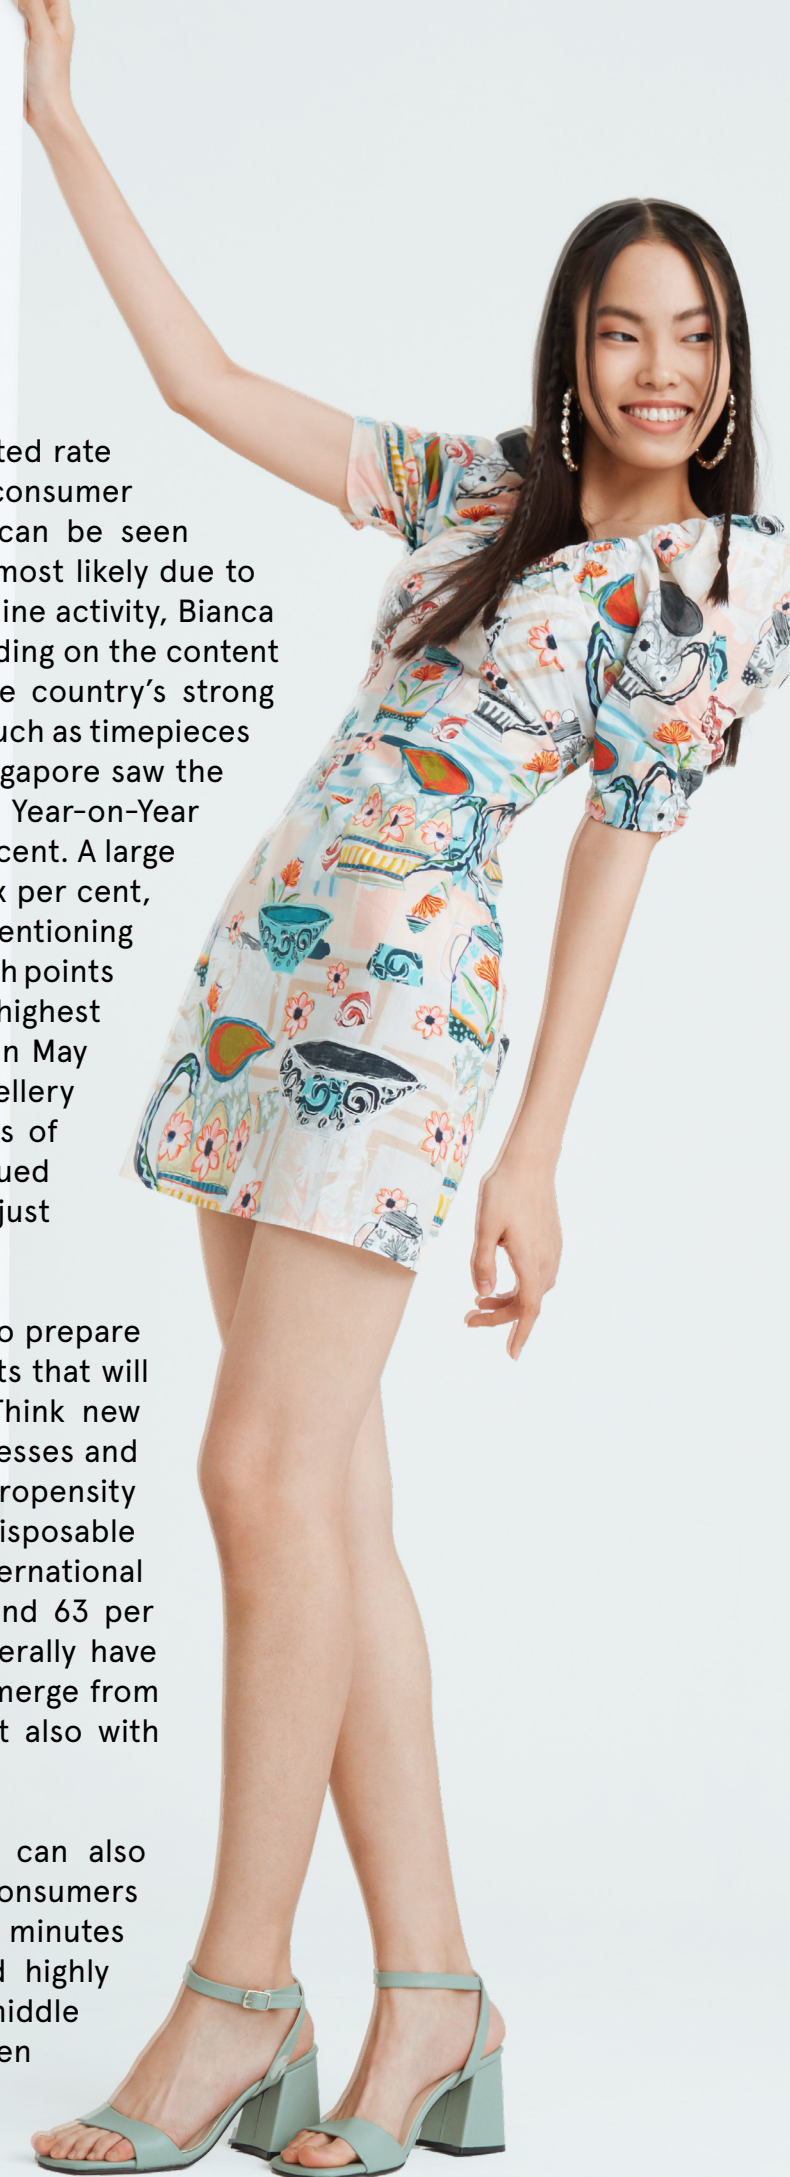 ted rate
consumer
can be seen
most likely due to
ine activity, Bianca
ding on the content
e country's strong
uch as timepieces
gapore saw the
Year-on-Year
cent. A large
x per cent,
entioning
h points
highest
n May
ellery
s of
ued
just
o prepare
ts that will
Think new
esses and
ropensity
isposable
ernational
nd 63 per
erally have
merge from
t also with
can also
onsumers
minutes
d highly
middle
en